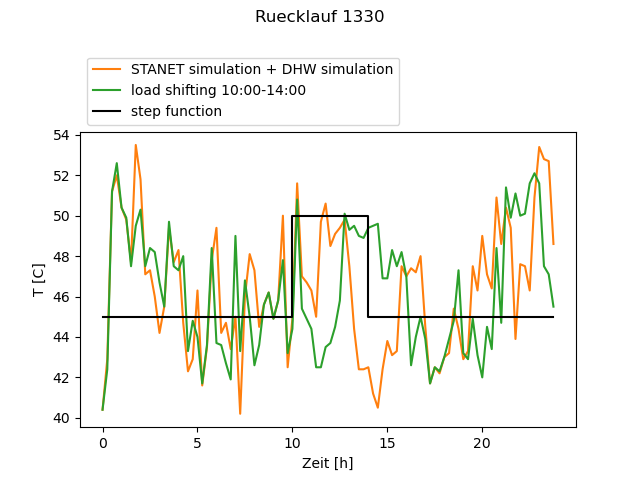 Ruecklauf 1330
STANET simulation + DHW simulation
load shifting 10:00-14:00
step function
54
52
50
48
46
44
42
40
T [C]
0 5 10 15 20
Zeit [h]